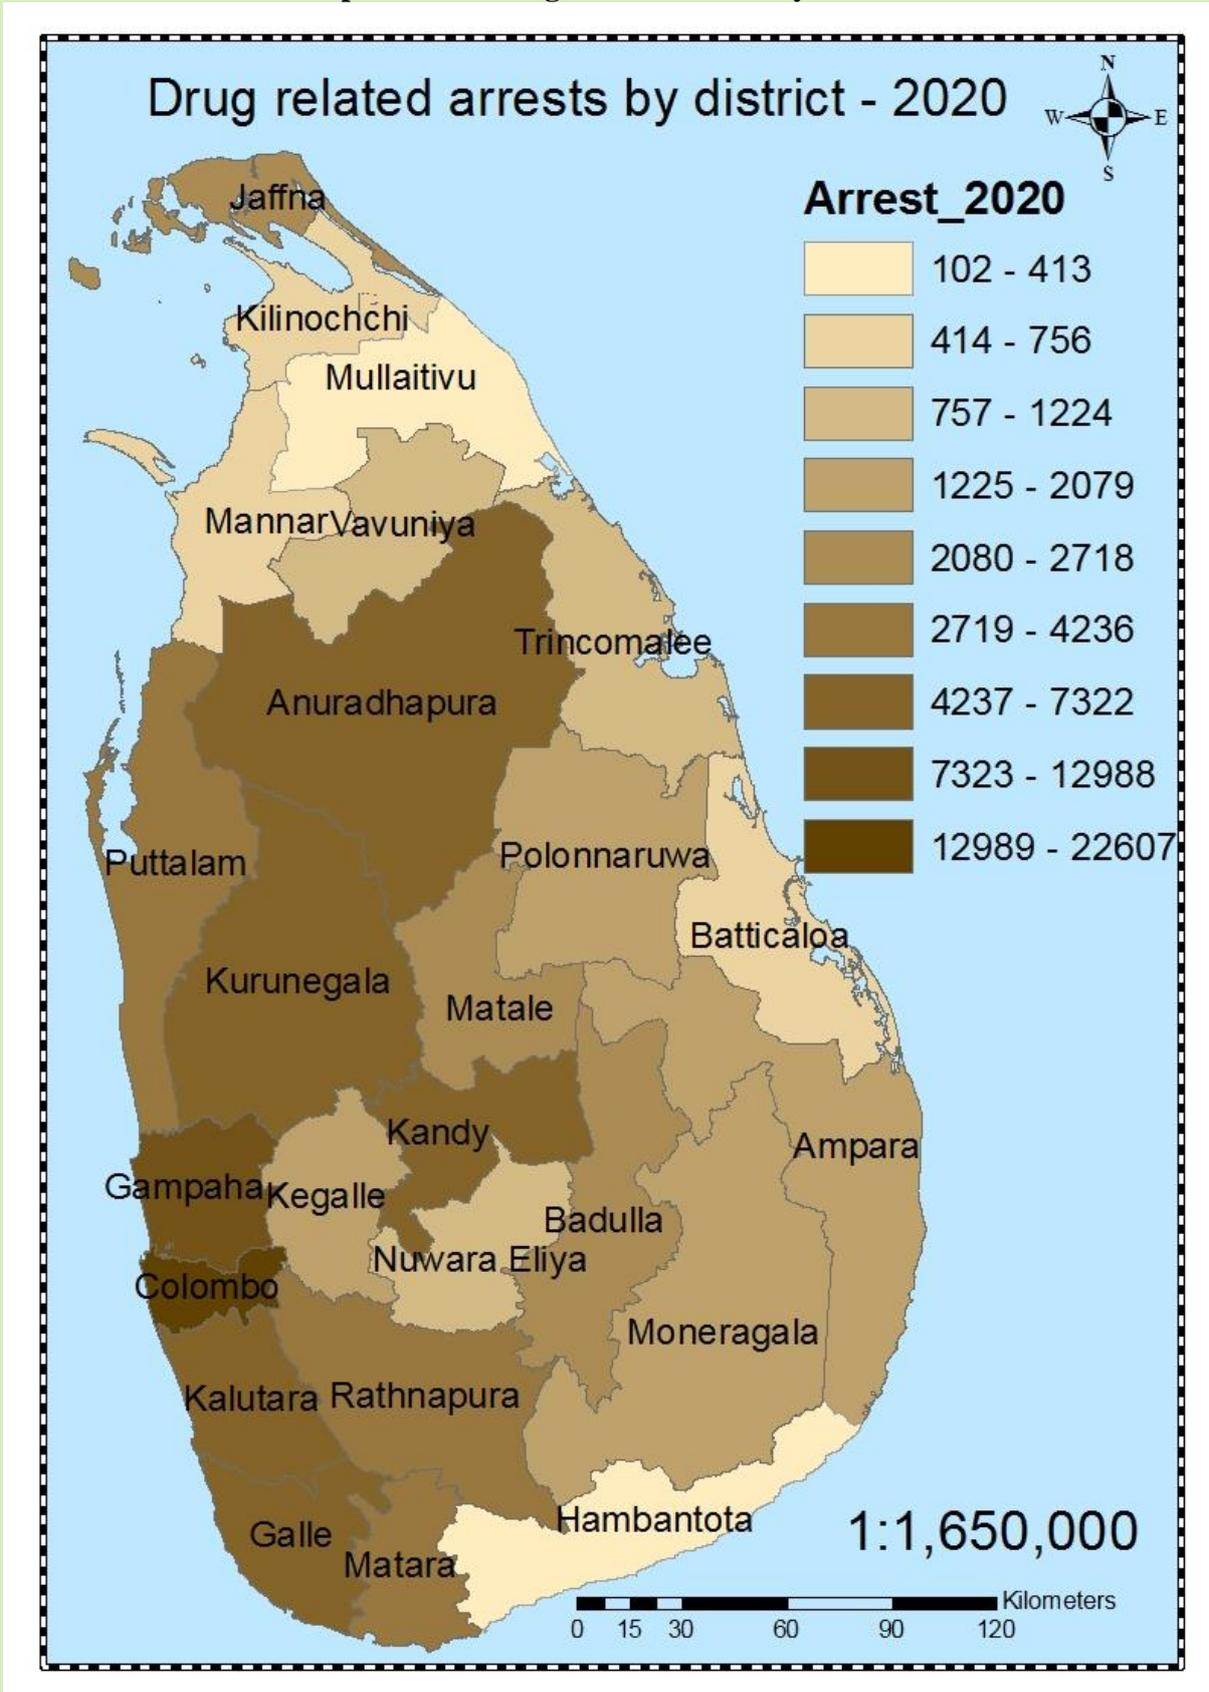 Drug related arrests by district - 2020
N
W
E
S
Arrest_2020
102 - 413
414 - 756
757 - 1224
1225 - 2079
2080 - 2718
2719 - 4236
4237 - 7322
7323 - 12988
12989 - 22607
Jaffna
Kilinochchi
Mullaitivu
Mannar
Vavuniya
Trincomalee
Anuradhapura
Puttalam
Polonnaruwa
Batticaloa
Kurunegala
Matale
Kandy
Ampara
Gampaha
Kegalle
Badulla
Nuwara Eliya
Colombo
Moneragala
Kalutara
Rathnapura
Hambantota
Galle
Matara
1:1,650,000
Kilometers
0 15 30 60 90 120